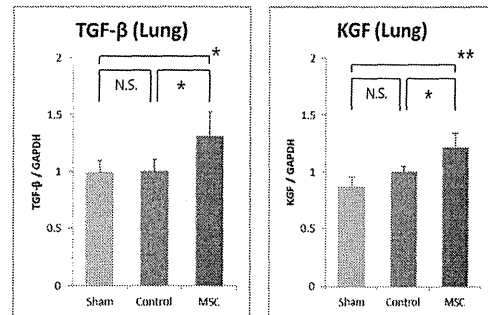 TGF-β (Lung)
2
*
N.S.
*
1.5
1
0.5
0
TGF-β / GAPDH
Sham Control MSC
KGF (Lung)
2
**
N.S.
*
1.5
1
0.5
0
KGF / GAPDH
Sham Control MSC